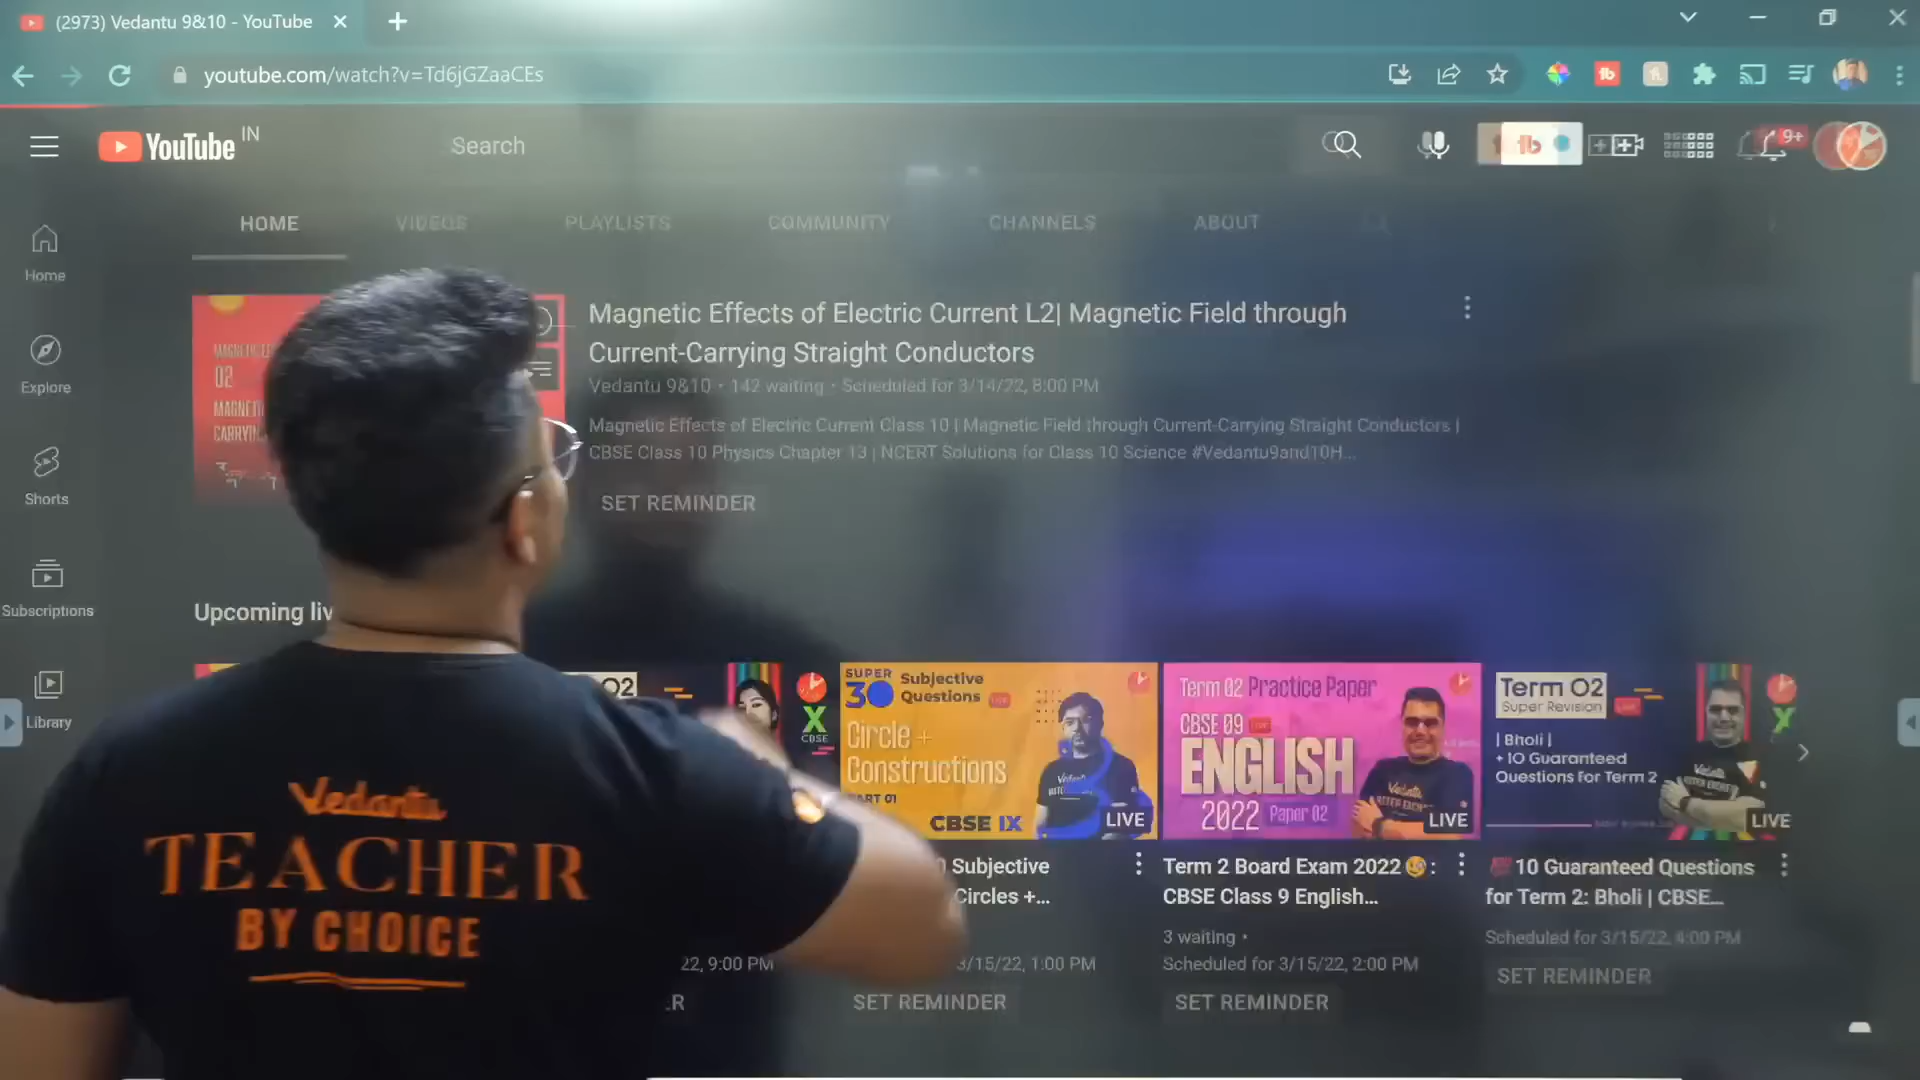 (2973) Vedantu 9&10 - YouTube
youtube.com/watch?v=Td6jGZaaCEs
YouTube IN
Search
9+
HOME VIDEOS PLAYLISTS COMMUNITY CHANNELS ABOUT
Home
Explore
Shorts
Subscriptions
Library
02
Magnetic Effects of Electric Current L2| Magnetic Field through
Current-Carrying Straight Conductors
Vedantu 9&10 • 142 waiting • Scheduled for 3/14/22, 8:00 PM
Magnetic Effects of Electric Current Class 10 | Magnetic Field through Current-Carrying Straight Conductors |
CBSE Class 10 Physics Chapter 13 | NCERT Solutions for Class 10 Science #Vedantu9and10H...
SET REMINDER
Upcoming liv
O2
X
CBSE
SUPER
30 Subjective
Questions LIVE
Circle +
Constructions
PART 01
CBSE IX
LIVE
Term 02 Practice Paper
CBSE 09 LIVE
ENGLISH
2022 Paper 02
LIVE
Term O2
Super Revision
| Bholi |
+ 10 Guaranteed
Questions for Term 2
LIVE
Subjective
Circles +...
22, 9:00 PM
3/15/22, 1:00 PM
SET REMINDER
Term 2 Board Exam 2022 🧐:
CBSE Class 9 English...
3 waiting •
Scheduled for 3/15/22, 2:00 PM
SET REMINDER
💯 10 Guaranteed Questions
for Term 2: Bholi | CBSE...
Scheduled for 3/15/22, 4:00 PM
SET REMINDER
Vedantu
TEACHER
BY CHOICE